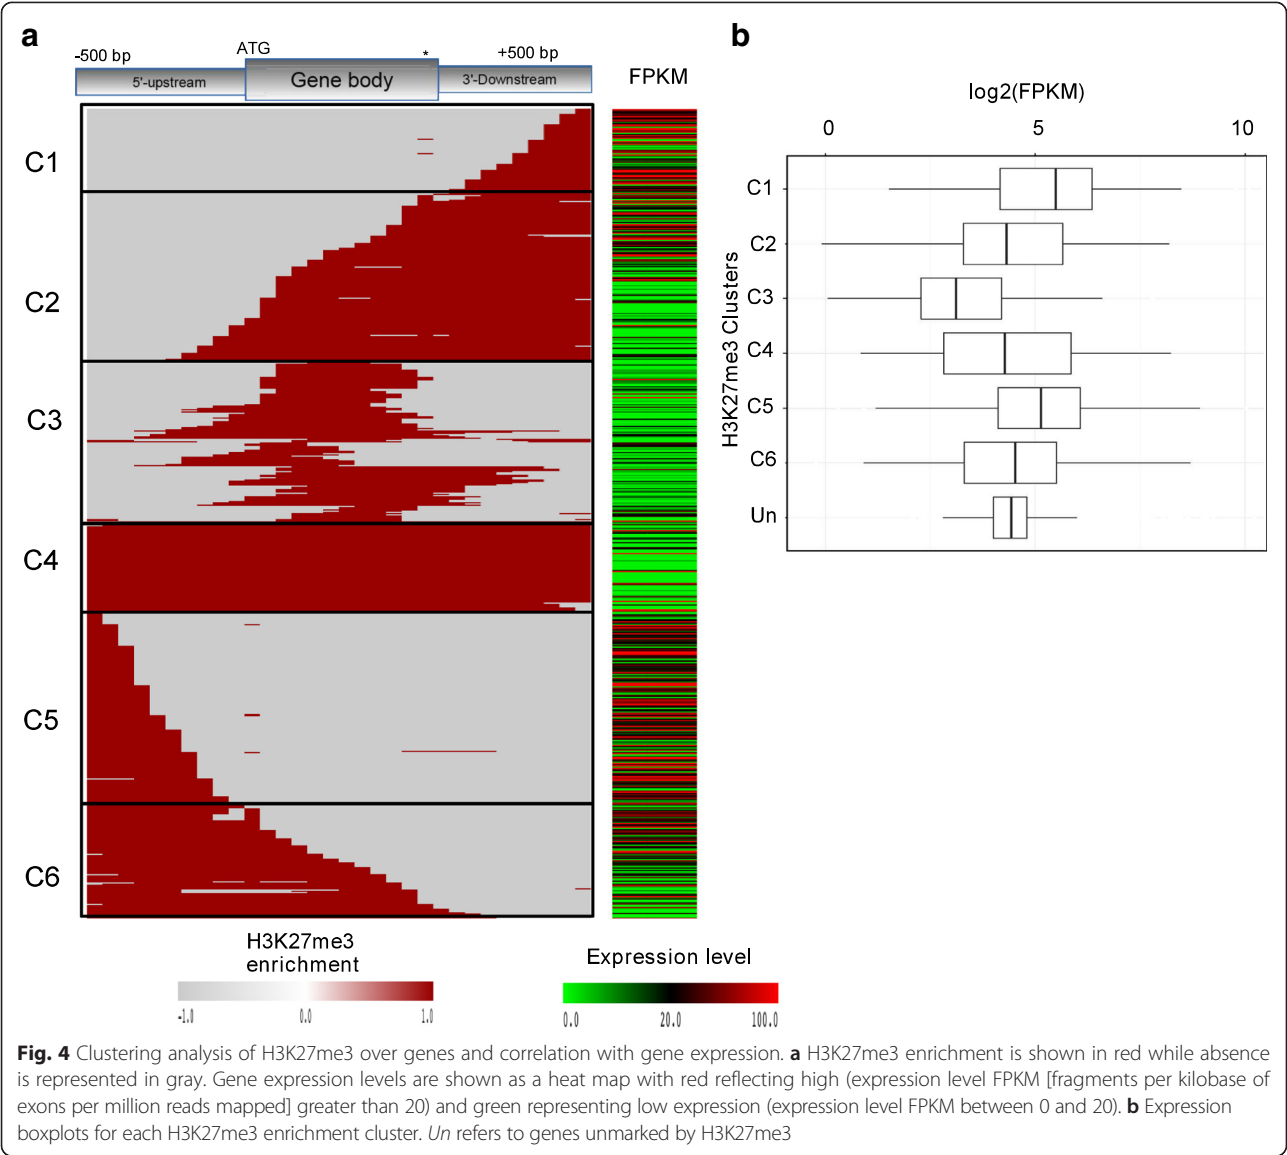 a
b
-500 bp
ATG
*
+500 bp
5'-upstream
Gene body
3'-Downstream
FPKM
C1
C2
C3
C4
C5
C6
H3K27me3
enrichment
-1.0 0.0 1.0
Expression level
0.0 20.0 100.0
log2(FPKM)
0 5 10
H3K27me3 Clusters
C1
C2
C3
C4
C5
C6
Un
Fig. 4 Clustering analysis of H3K27me3 over genes and correlation with gene expression. a H3K27me3 enrichment is shown in red while absence
is represented in gray. Gene expression levels are shown as a heat map with red reflecting high (expression level FPKM [fragments per kilobase of
exons per million reads mapped] greater than 20) and green representing low expression (expression level FPKM between 0 and 20). b Expression
boxplots for each H3K27me3 enrichment cluster. Un refers to genes unmarked by H3K27me3